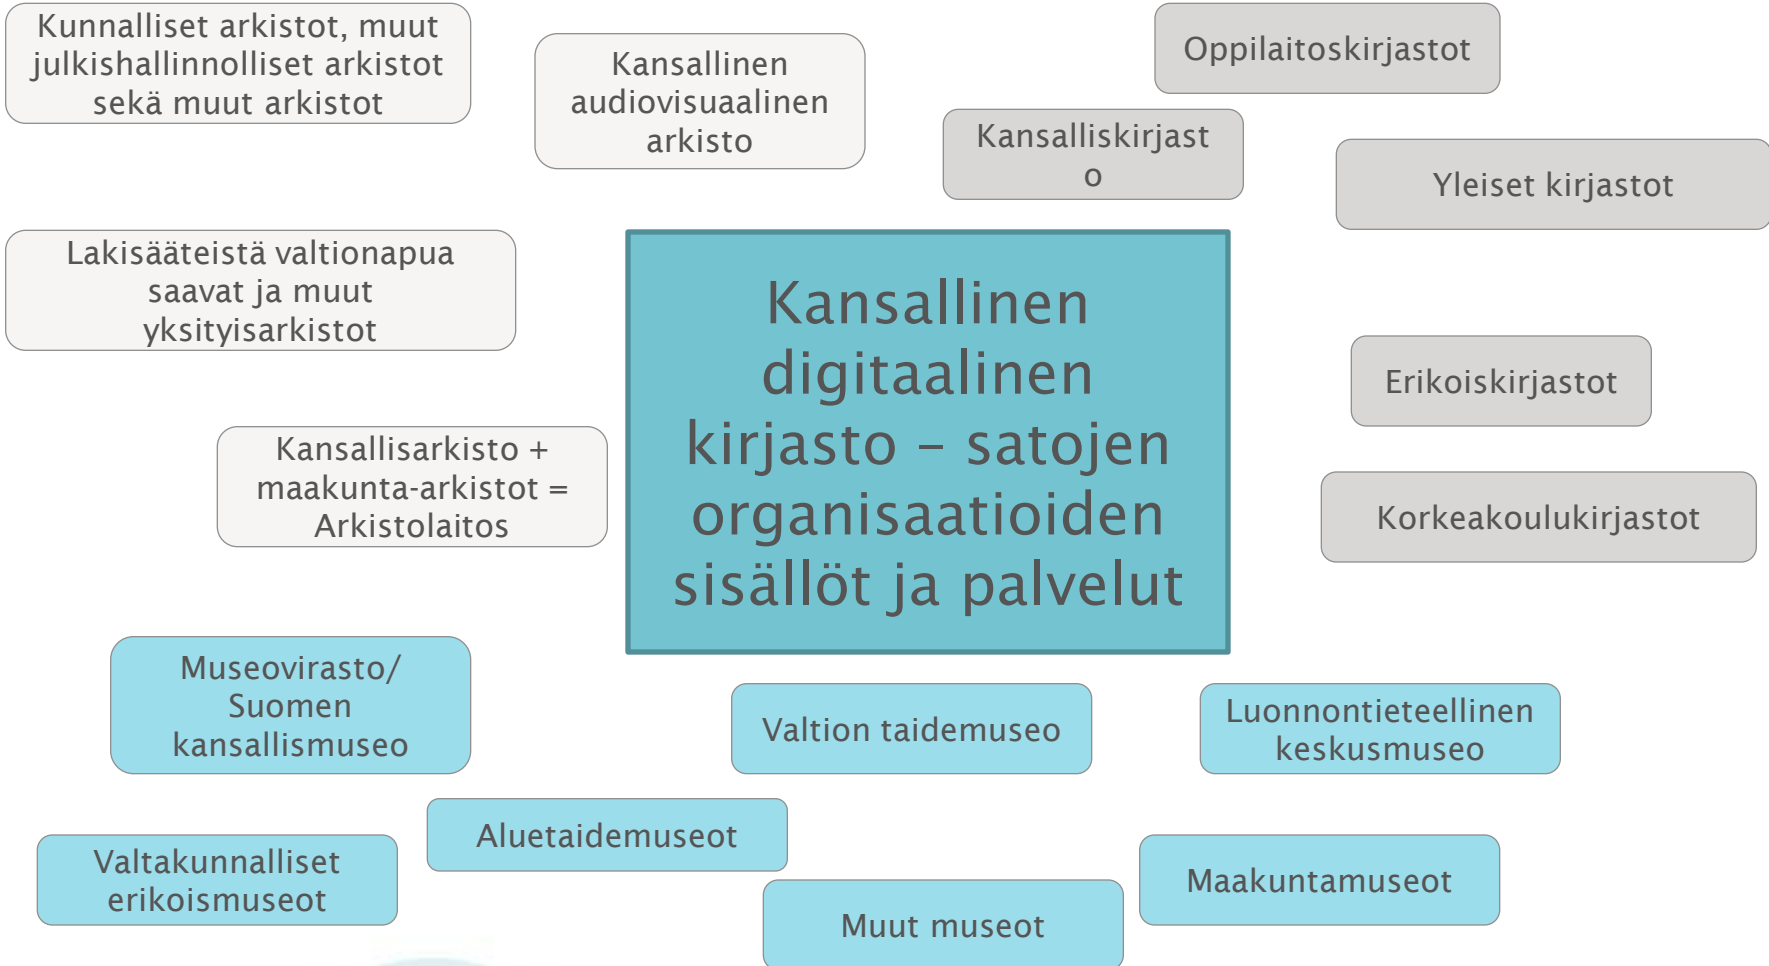 Kunnalliset arkistot, muut
julkishallinnolliset arkistot
sekä muut arkistot
Kansallinen
audiovisuaalinen
arkisto
Oppilaitoskirjastot
Kansalliskirjast
o
Yleiset kirjastot
Lakisääteistä valtionapua
saavat ja muut
yksityisarkistot
Kansallinen
digitaalinen
kirjasto – satojen
organisaatioiden
sisällöt ja palvelut
Erikoiskirjastot
Kansallisarkisto +
maakunta-arkistot =
Arkistolaitos
Korkeakoulukirjastot
Museovirasto/
Suomen
kansallismuseo
Valtion taidemuseo
Luonnontieteellinen
keskusmuseo
Aluetaidemuseot
Valtakunnalliset
erikoismuseot
Maakuntamuseot
Muut museot